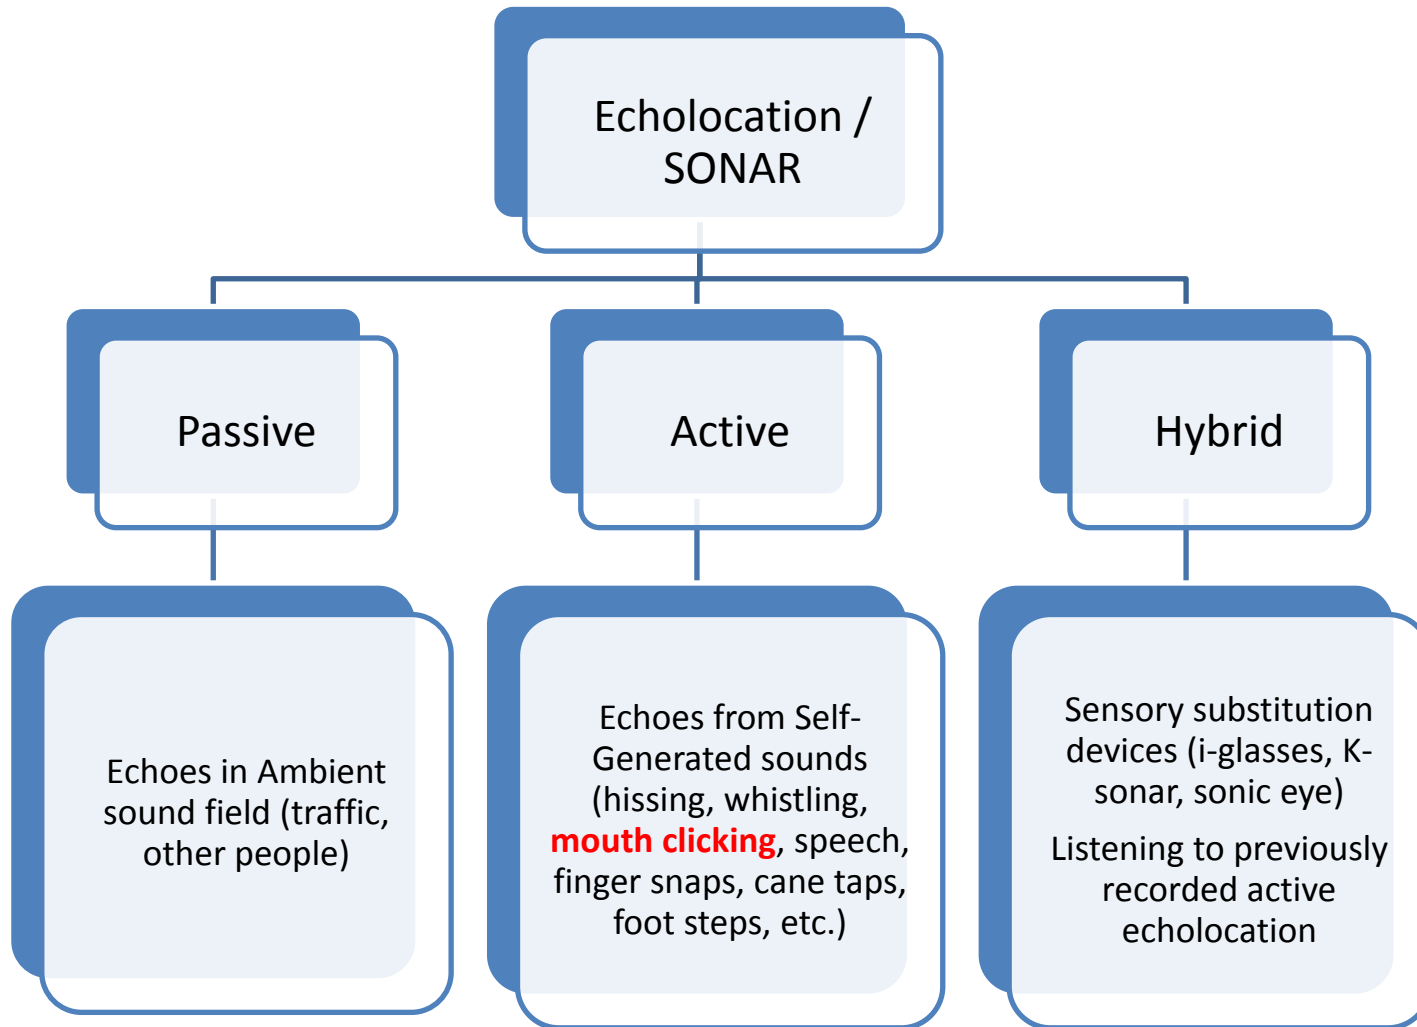 Echolocation /
SONAR
Passive
Active
Hybrid
Echoes in Ambient
sound field (traffic,
other people)
Echoes from Self-
Generated sounds
(hissing, whistling,
mouth clicking, speech,
finger snaps, cane taps,
foot steps, etc.)
Sensory substitution
devices (i-glasses, K-
sonar, sonic eye)
Listening to previously
recorded active
echolocation